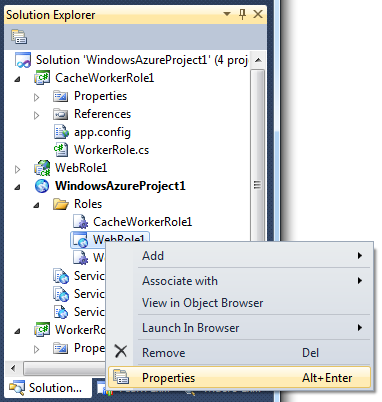 Solution Explorer
Solution 'WindowsAzureProject1' (4 proj
CacheWorkerRole1
Properties
References
app.config
WorkerRole.cs
WebRole1
WindowsAzureProject1
Roles
CacheWorkerRole1
WebRole1
W
Servic
Servic
Servic
WorkerRo
Prope
Add
Associate with
View in Object Browser
Launch In Browser
Remove Del
Properties Alt+Enter
Solution...